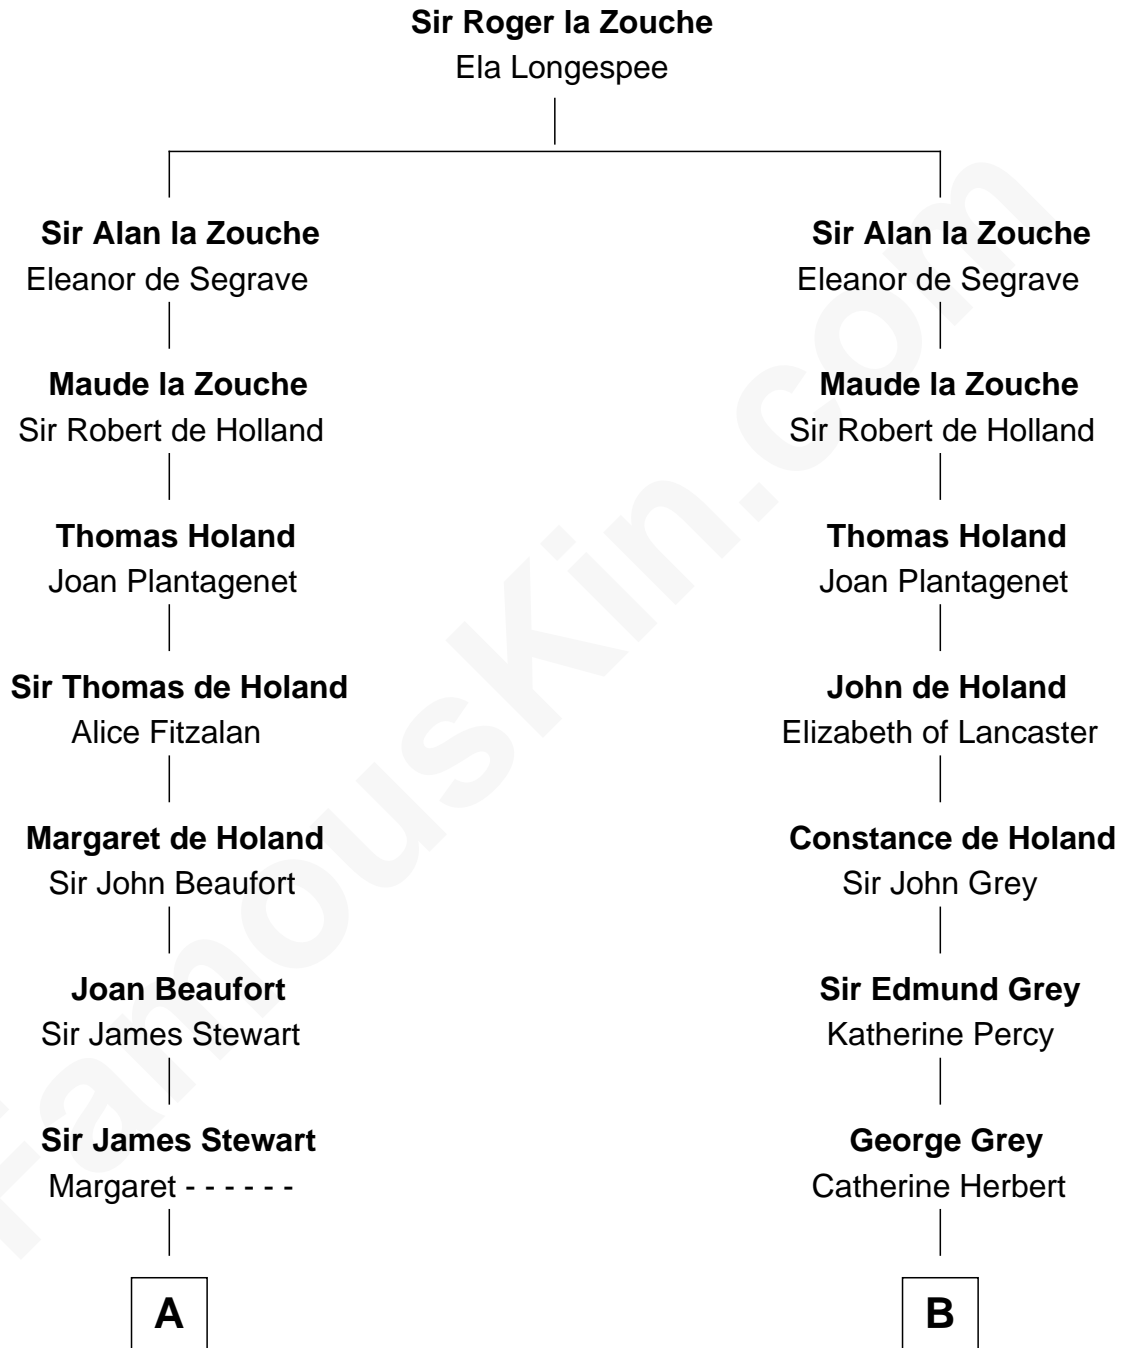 Sir Roger la Zouche
Ela Longespee
Sir Alan la Zouche
Eleanor de Segrave
Maude la Zouche
Sir Robert de Holland
Thomas Holand
Joan Plantagenet
Sir Thomas de Holand
Alice Fitzalan
Margaret de Holand
Sir John Beaufort
Joan Beaufort
Sir James Stewart
Sir James Stewart
Margaret - - - - - -
A
Sir Alan la Zouche
Eleanor de Segrave
Maude la Zouche
Sir Robert de Holland
Thomas Holand
Joan Plantagenet
John de Holand
Elizabeth of Lancaster
Constance de Holand
Sir John Grey
Sir Edmund Grey
Katherine Percy
George Grey
Catherine Herbert
B
FamousKin.com